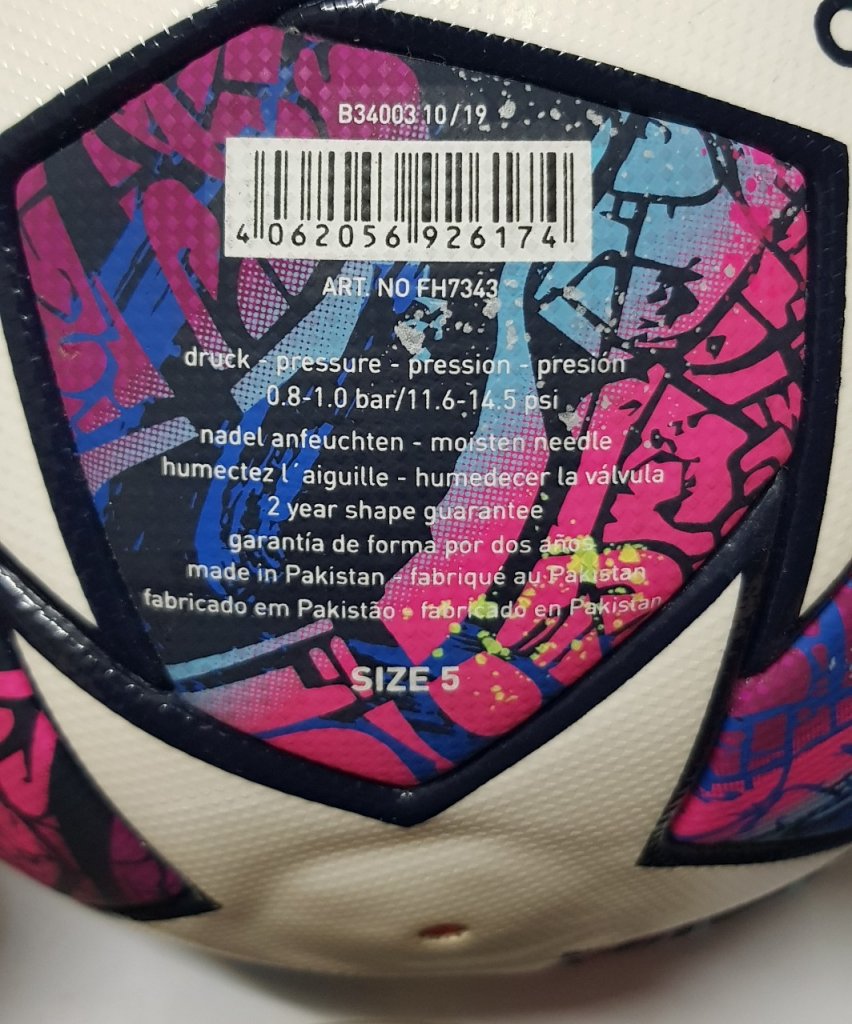 B34003 10/19
4 062056 926174
ART. NO FH7343
druck - pressure - pression - presión
0.8-1.0 bar/11.6-14.5 psi
nadel anfeuchten - moisten needle
humectez l´aiguille - humedecer la válvula
2 year shape guarantee
garantía de forma por dos años
made in Pakistan - fabriqué au Pakistan
fabricado em Pakistão - fabricado en Pakistan
SIZE 5